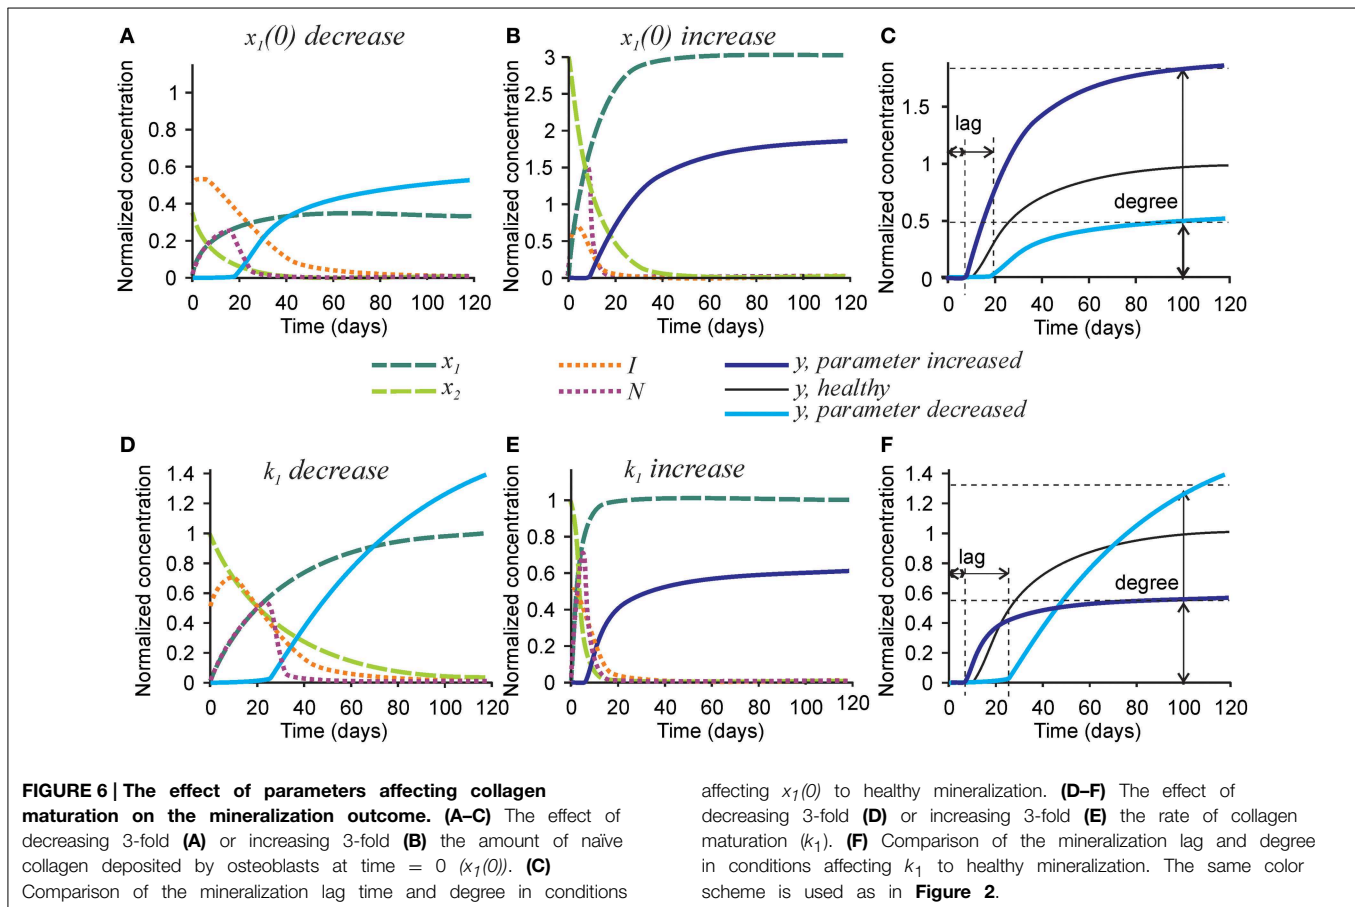 A
x₁(0) decrease
Normalized concentration
1
0.8
0.6
0.4
0.2
0
0 20 40 60 80 100 120
Time (days)
B
x₁(0) increase
Normalized concentration
3
2.5
2
1.5
1
0.5
0
0 20 40 60 80 100 120
Time (days)
C
Normalized concentration
1.5
1
0.5
0
lag
degree
0 20 40 60 80 100 120
Time (days)
x₁
x₂
I
N
y, parameter increased
y, healthy
y, parameter decreased
D
k₁ decrease
Normalized concentration
1.4
1.2
1
0.8
0.6
0.4
0.2
0
0 20 40 60 80 100 120
Time (days)
E
k₁ increase
Normalized concentration
1
0.8
0.6
0.4
0.2
0
0 20 40 60 80 100 120
Time (days)
F
Normalized concentration
1.4
1.2
1
0.8
0.6
0.4
0.2
0
lag
degree
0 20 40 60 80 100 120
Time (days)
FIGURE 6 | The effect of parameters affecting collagen
maturation on the mineralization outcome. (A–C) The effect of
decreasing 3-fold (A) or increasing 3-fold (B) the amount of naïve
collagen deposited by osteoblasts at time = 0 (x₁(0)). (C)
Comparison of the mineralization lag time and degree in conditions
affecting x₁(0) to healthy mineralization. (D–F) The effect of
decreasing 3-fold (D) or increasing 3-fold (E) the rate of collagen
maturation (k₁). (F) Comparison of the mineralization lag and degree
in conditions affecting k₁ to healthy mineralization. The same color
scheme is used as in Figure 2.